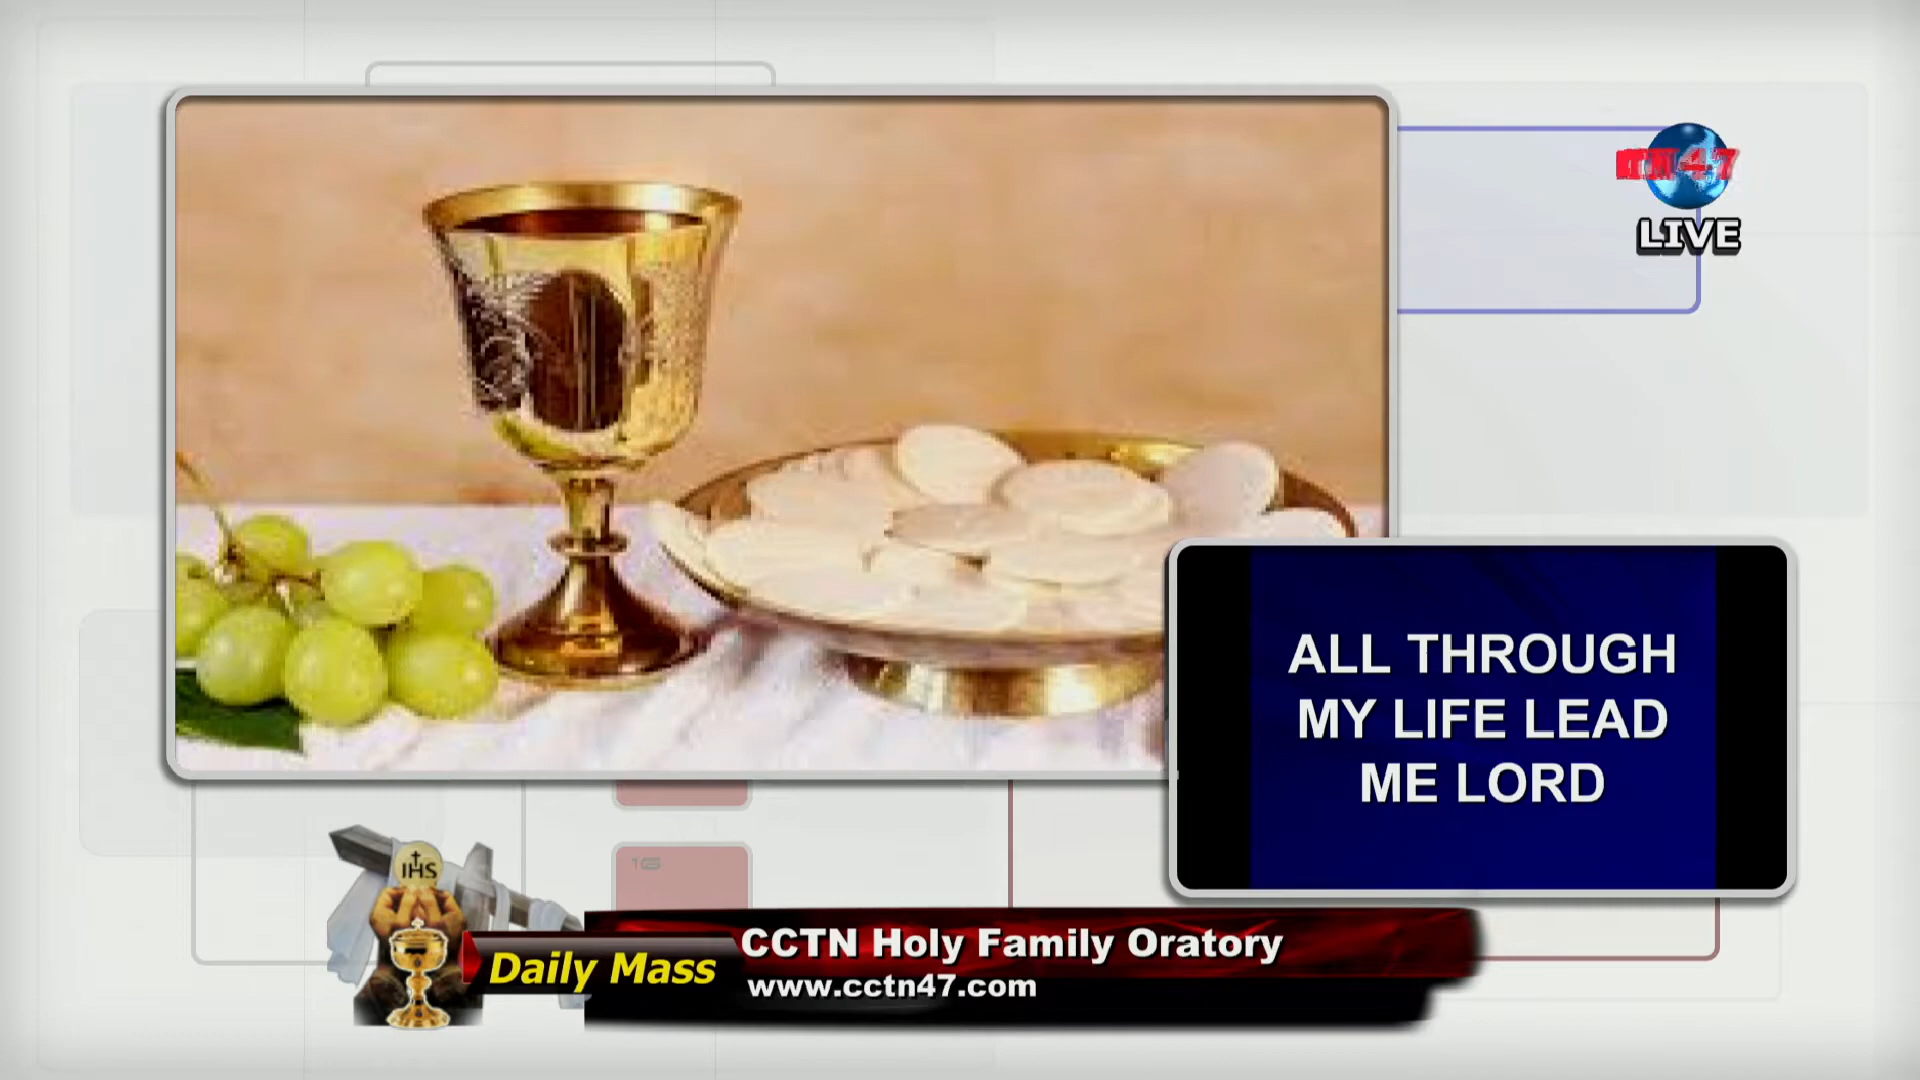 LIVE
ALL THROUGH
MY LIFE LEAD
ME LORD
IHS
Daily Mass
CCTN Holy Family Oratory
www.cctn47.com